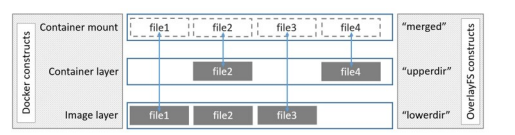 Docker constructs
Container mount
file1
file2
file3
file4
"merged"
OverlayFS constructs
Container layer
file2
file4
"upperdir"
Image layer
file1
file2
file3
"lowerdir"